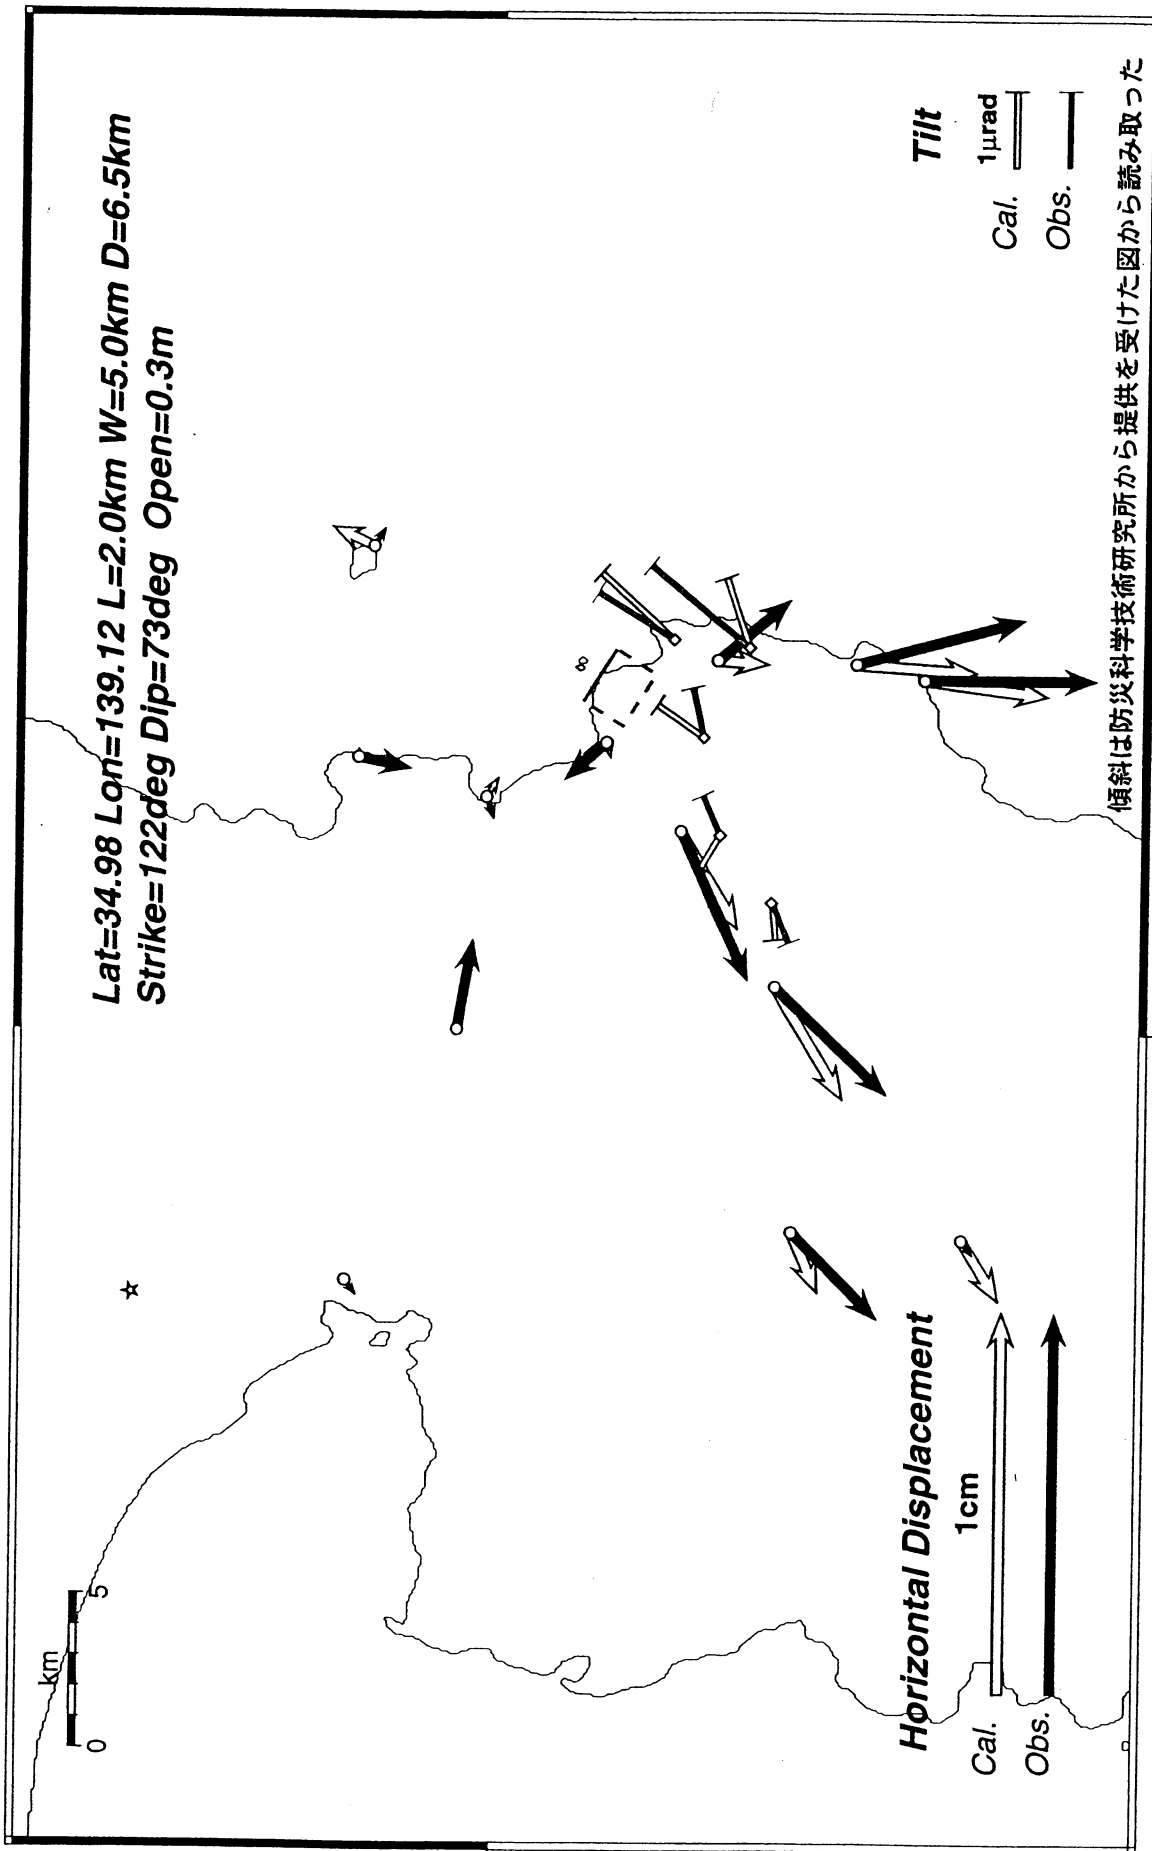 Lat=34.98 Lon=139.12 L=2.0km W=5.0km D=6.5km
Strike=122deg Dip=73deg Open=0.3m
km
0
5
8
Horizontal Displacement
1cm
Cal.
Obs.
Tilt
1μrad
Cal.
Obs.
傾斜は防災科学技術研究所から提供を受けた図から読み取った